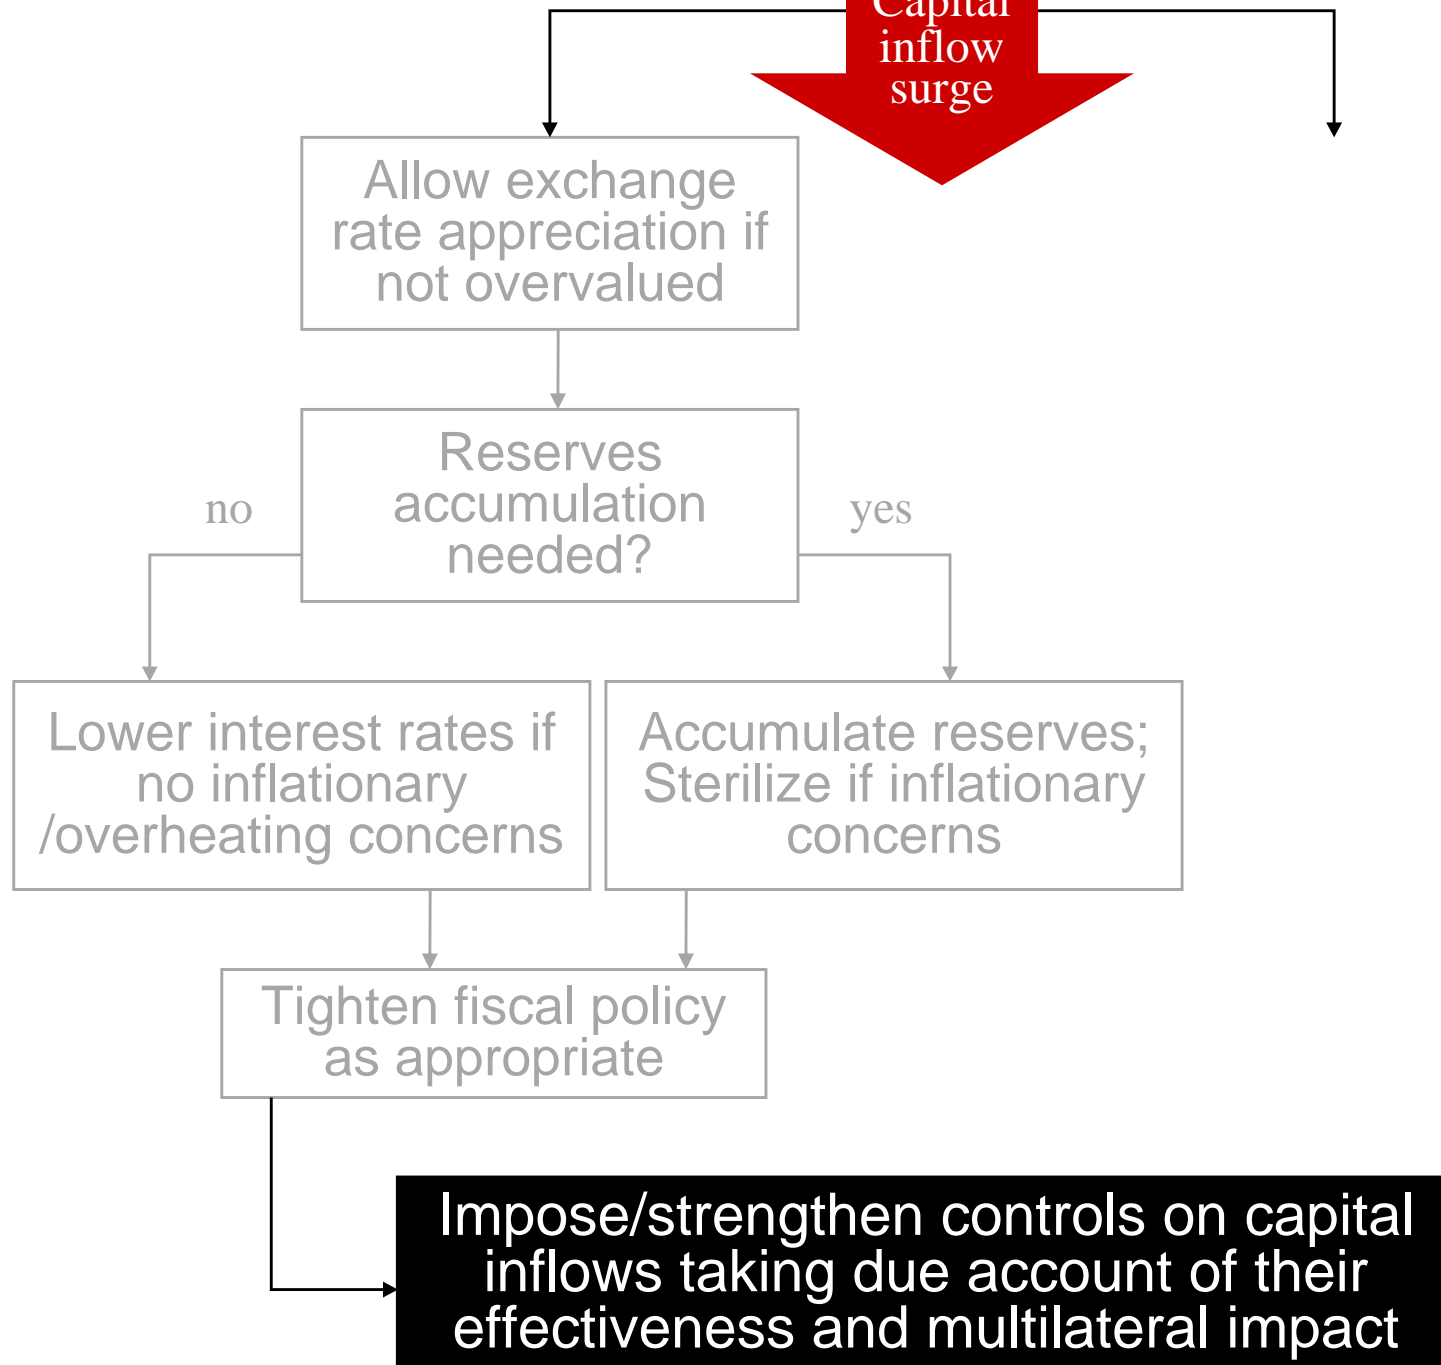 Capital
inflow
surge
Allow exchange
rate appreciation if
not overvalued
Reserves
accumulation
needed?
no
yes
Lower interest rates if
no inflationary
/overheating concerns
Accumulate reserves;
Sterilize if inflationary
concerns
Tighten fiscal policy
as appropriate
Impose/strengthen controls on capital
inflows taking due account of their
effectiveness and multilateral impact